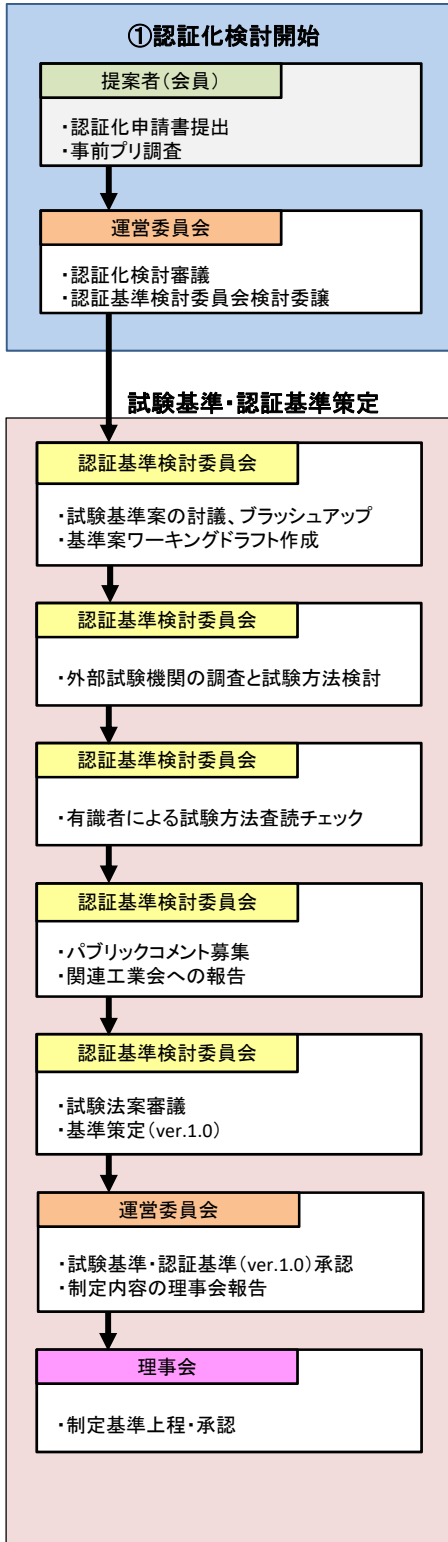 ①認証化検討開始
提案者(会員)
・認証化申請書提出
・事前プリ調査
運営委員会
・認証化検討審議
・認証基準検討委員会検討委譲
試験基準・認証基準策定
認証基準検討委員会
・試験基準案の討議、ブラッシュアップ
・基準案ワーキングドラフト作成
認証基準検討委員会
・外部試験機関の調査と試験方法検討
認証基準検討委員会
・有識者による試験方法査読チェック
認証基準検討委員会
・パブリックコメント募集
・関連工業会への報告
認証基準検討委員会
・試験法案審議
・基準策定(ver.1.0)
運営委員会
・試験基準・認証基準(ver.1.0)承認
・制定内容の理事会報告
理事会
・制定基準上程・承認